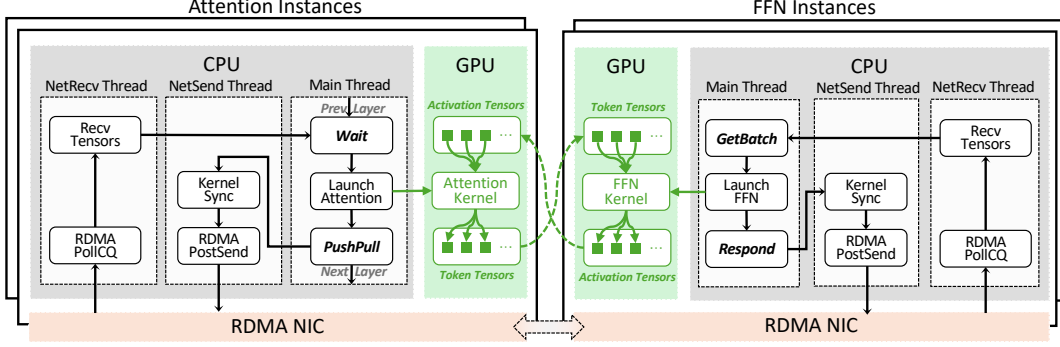 Attention Instances
CPU
NetRecv Thread
NetSend Thread
Main Thread
Prev Layer
Recv
Tensors
Wait
Kernel
Sync
Launch
Attention
RDMA
PollCQ
RDMA
PostSend
PushPull
Next Layer
GPU
Activation Tensors
...
Attention
Kernel
...
Token Tensors
RDMA NIC
FFN Instances
GPU
Token Tensors
...
FFN
Kernel
...
Activation Tensors
CPU
Main Thread
NetSend Thread
NetRecv Thread
GetBatch
Recv
Tensors
Launch
FFN
Kernel
Sync
Respond
RDMA
PostSend
RDMA
PollCQ
RDMA NIC